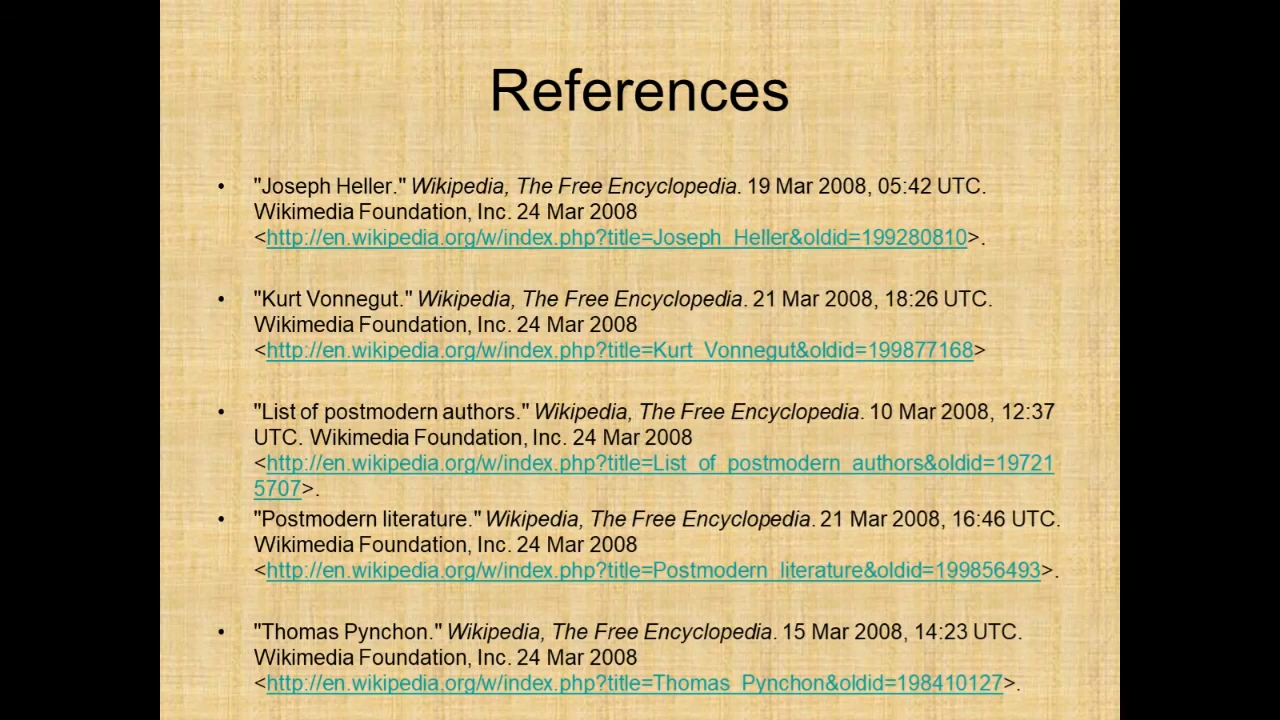 References
• "Joseph Heller." Wikipedia, The Free Encyclopedia. 19 Mar 2008, 05:42 UTC.
Wikimedia Foundation, Inc. 24 Mar 2008
<http://en.wikipedia.org/w/index.php?title=Joseph_Heller&oldid=199280810>.
• "Kurt Vonnegut." Wikipedia, The Free Encyclopedia. 21 Mar 2008, 18:26 UTC.
Wikimedia Foundation, Inc. 24 Mar 2008
<http://en.wikipedia.org/w/index.php?title=Kurt_Vonnegut&oldid=199877168>
• "List of postmodern authors." Wikipedia, The Free Encyclopedia. 10 Mar 2008, 12:37
UTC. Wikimedia Foundation, Inc. 24 Mar 2008
<http://en.wikipedia.org/w/index.php?title=List_of_postmodern_authors&oldid=19721
5707>.
• "Postmodern literature." Wikipedia, The Free Encyclopedia. 21 Mar 2008, 16:46 UTC.
Wikimedia Foundation, Inc. 24 Mar 2008
<http://en.wikipedia.org/w/index.php?title=Postmodern_literature&oldid=199856493>.
• "Thomas Pynchon." Wikipedia, The Free Encyclopedia. 15 Mar 2008, 14:23 UTC.
Wikimedia Foundation, Inc. 24 Mar 2008
<http://en.wikipedia.org/w/index.php?title=Thomas_Pynchon&oldid=198410127>.